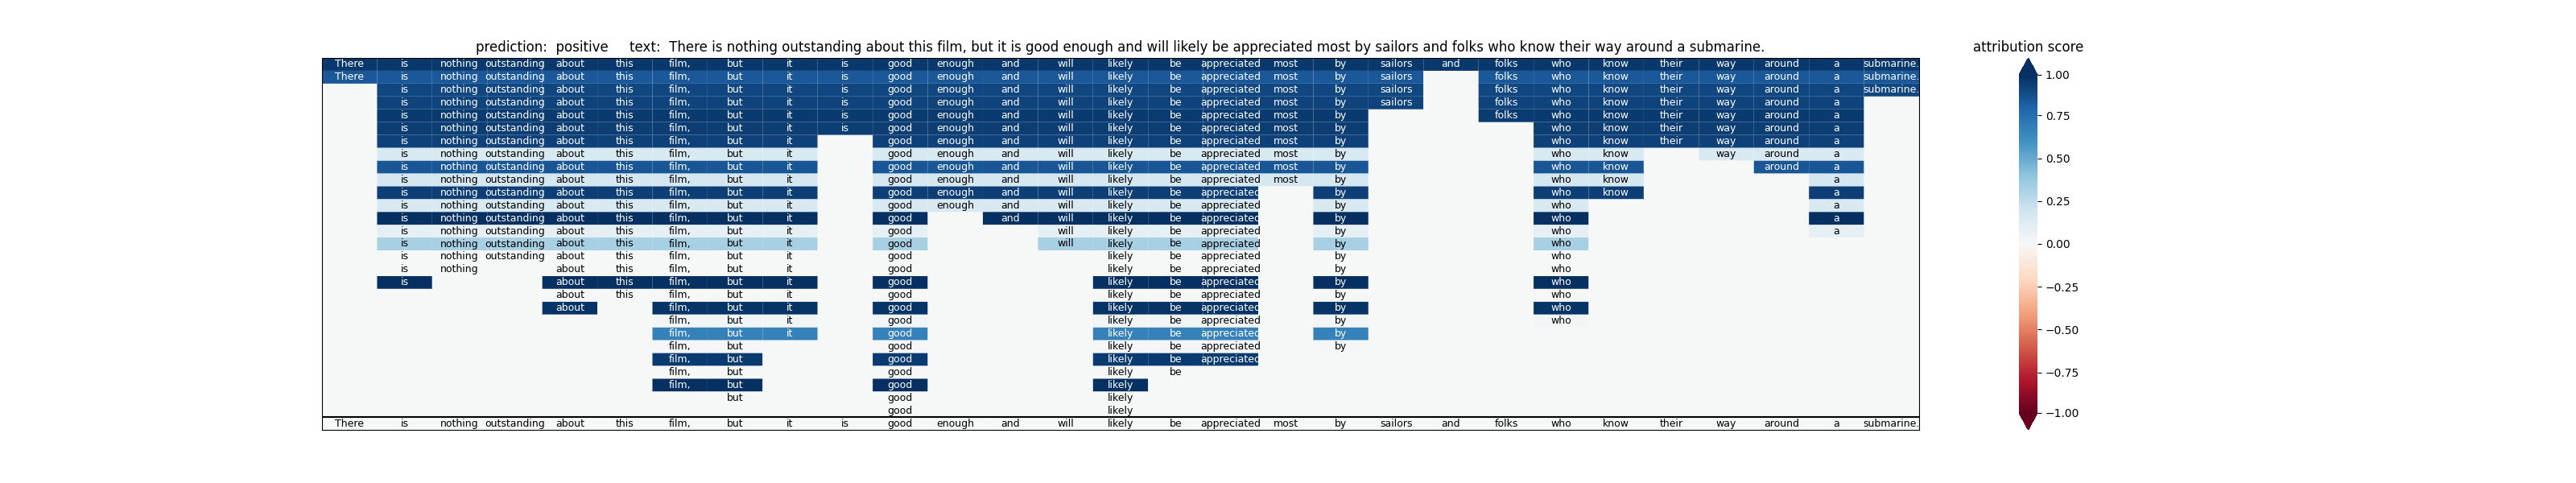 prediction: positive text: There is nothing outstanding about this film, but it is good enough and will likely be appreciated most by sailors and folks who know their way around a submarine.
There is nothing outstanding about this film, but it is good enough and will likely be appreciated most by sailors and folks who know their way around a submarine.
There is nothing outstanding about this film, but it is good enough and will likely be appreciated most by sailors folks who know their way around a submarine.
is nothing outstanding about this film, but it is good enough and will likely be appreciated most by sailors folks who know their way around a submarine.
is nothing outstanding about this film, but it is good enough and will likely be appreciated most by sailors folks who know their way around a
is nothing outstanding about this film, but it is good enough and will likely be appreciated most by folks who know their way around a
is nothing outstanding about this film, but it is good enough and will likely be appreciated most by who know their way around a
is nothing outstanding about this film, but it good enough and will likely be appreciated most by who know their way around a
is nothing outstanding about this film, but it good enough and will likely be appreciated most by who know way around a
is nothing outstanding about this film, but it good enough and will likely be appreciated most by who know around a
is nothing outstanding about this film, but it good enough and will likely be appreciated most by who know a
is nothing outstanding about this film, but it good enough and will likely be appreciated by who know a
is nothing outstanding about this film, but it good enough and will likely be appreciated by who a
is nothing outstanding about this film, but it good and will likely be appreciated by who a
is nothing outstanding about this film, but it good will likely be appreciated by who a
is nothing outstanding about this film, but it good will likely be appreciated by who
is nothing outstanding about this film, but it good likely be appreciated by who
is nothing about this film, but it good likely be appreciated by who
is about this film, but it good likely be appreciated by who
about this film, but it good likely be appreciated by who
about film, but it good likely be appreciated by who
film, but it good likely be appreciated by who
film, but it good likely be appreciated by
film, but good likely be appreciated by
film, but good likely be appreciated
film, but good likely be
film, but good likely
but good likely
good likely
There is nothing outstanding about this film, but it is good enough and will likely be appreciated most by sailors and folks who know their way around a submarine.
attribution score
1.00
0.75
0.50
0.25
0.00
−0.25
−0.50
−0.75
−1.00